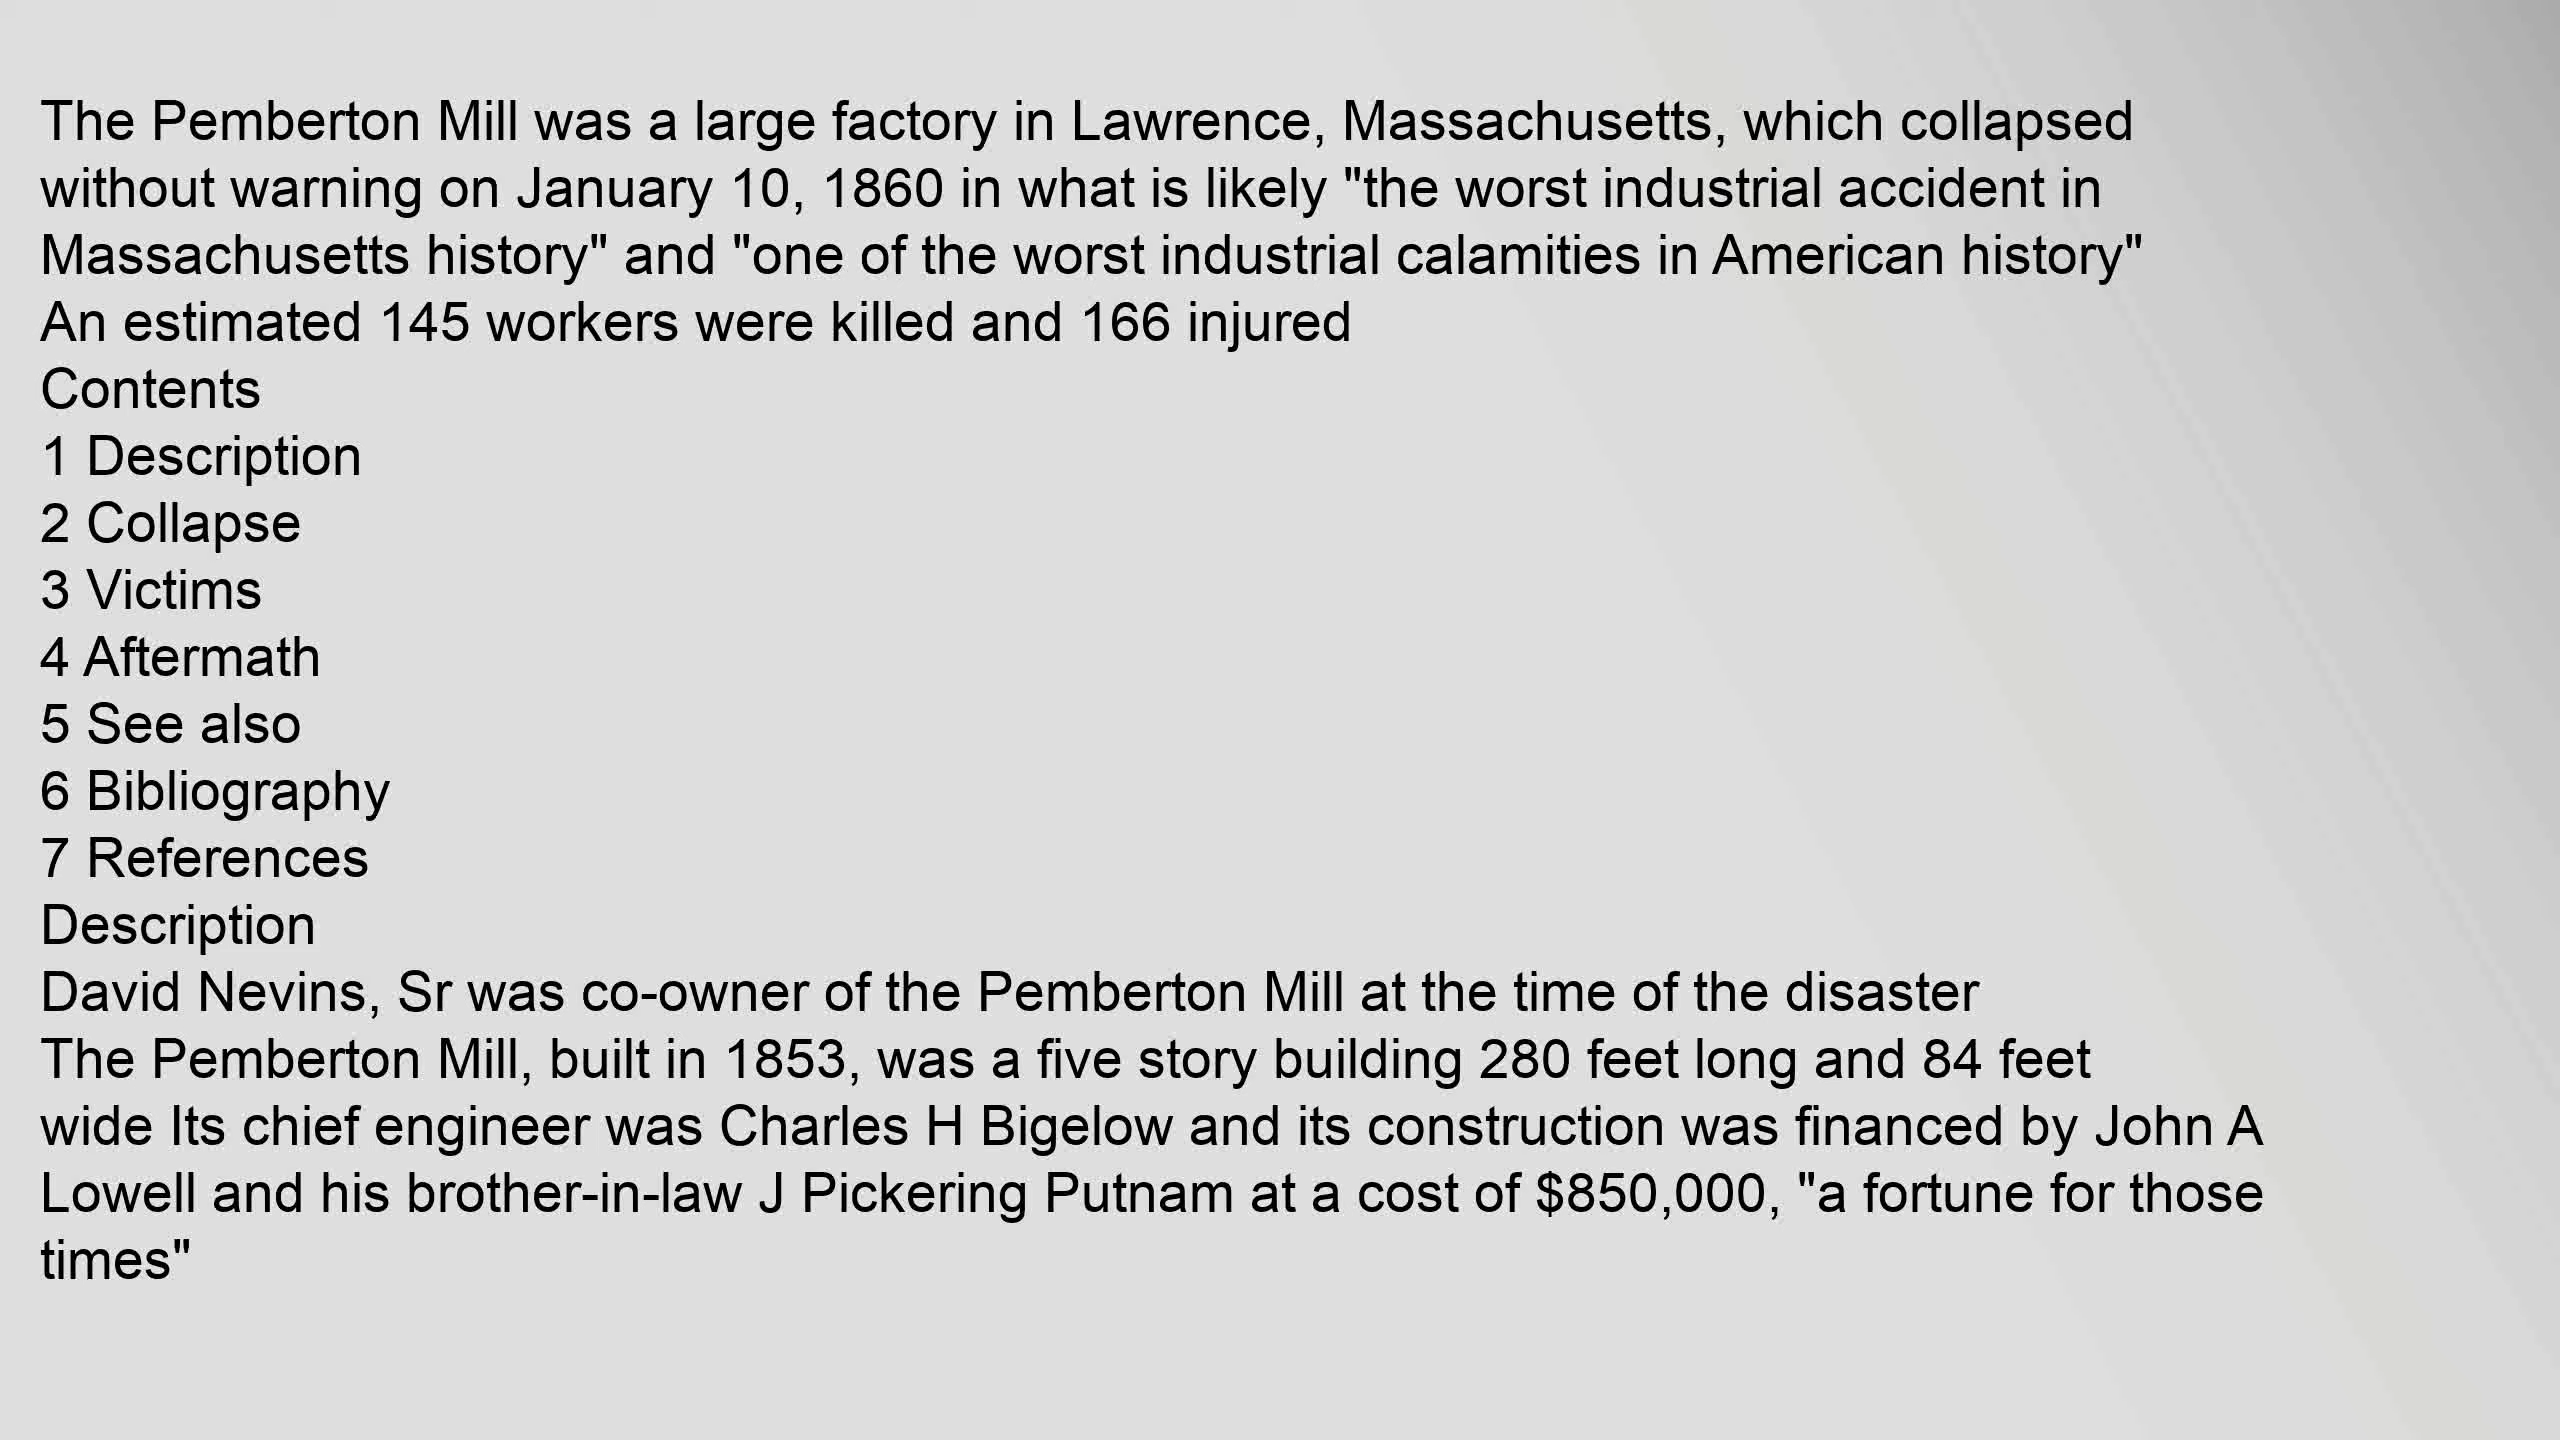 The Pemberton Mill was a large factory in Lawrence, Massachusetts, which collapsed
without warning on January 10, 1860 in what is likely "the worst industrial accident in
Massachusetts history" and "one of the worst industrial calamities in American history"
An estimated 145 workers were killed and 166 injured
Contents
1 Description
2 Collapse
3 Victims
4 Aftermath
5 See also
6 Bibliography
7 References
Description
David Nevins, Sr was co-owner of the Pemberton Mill at the time of the disaster
The Pemberton Mill, built in 1853, was a five story building 280 feet long and 84 feet
wide Its chief engineer was Charles H Bigelow and its construction was financed by John A
Lowell and his brother-in-law J Pickering Putnam at a cost of $850,000, "a fortune for those
times"